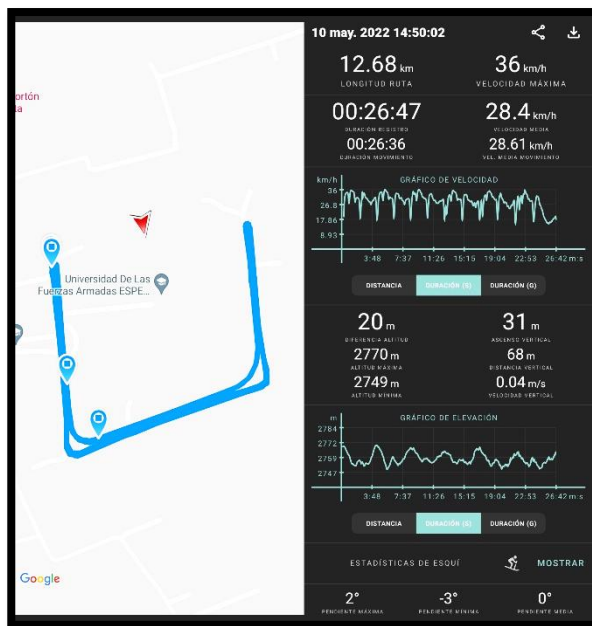 ortón
la
Universidad De Las
Fuerzas Armadas ESPE...
Google
10 may. 2022 14:50:02
12.68 km
LONGITUD RUTA
36 km/h
VELOCIDAD MÁXIMA
00:26:47
DURACIÓN REGISTRO
28.4 km/h
VELOCIDAD MEDIA
00:26:36
DURACIÓN MOVIMIENTO
28.61 km/h
VEL. MEDIA MOVIMIENTO
km/h
GRÁFICO DE VELOCIDAD
36
26.8
17.86
8.93
3:48 7:37 11:26 15:15 19:04 22:53 26:42 m:s
DISTANCIA DURACIÓN (S) DURACIÓN (G)
20 m
DIFERENCIA ALTITUD
31 m
ASCENSO VERTICAL
2770 m
ALTITUD MÁXIMA
68 m
DISTANCIA VERTICAL
2749 m
ALTITUD MÍNIMA
0.04 m/s
VELOCIDAD VERTICAL
m
GRÁFICO DE ELEVACIÓN
2784
2772
2759
2747
3:48 7:37 11:26 15:15 19:04 22:53 26:42 m:s
DISTANCIA DURACIÓN (S) DURACIÓN (G)
ESTADÍSTICAS DE ESQUÍ MOSTRAR
2°
PENDIENTE MÁXIMA
-3°
PENDIENTE MÍNIMA
0°
PENDIENTE MEDIA